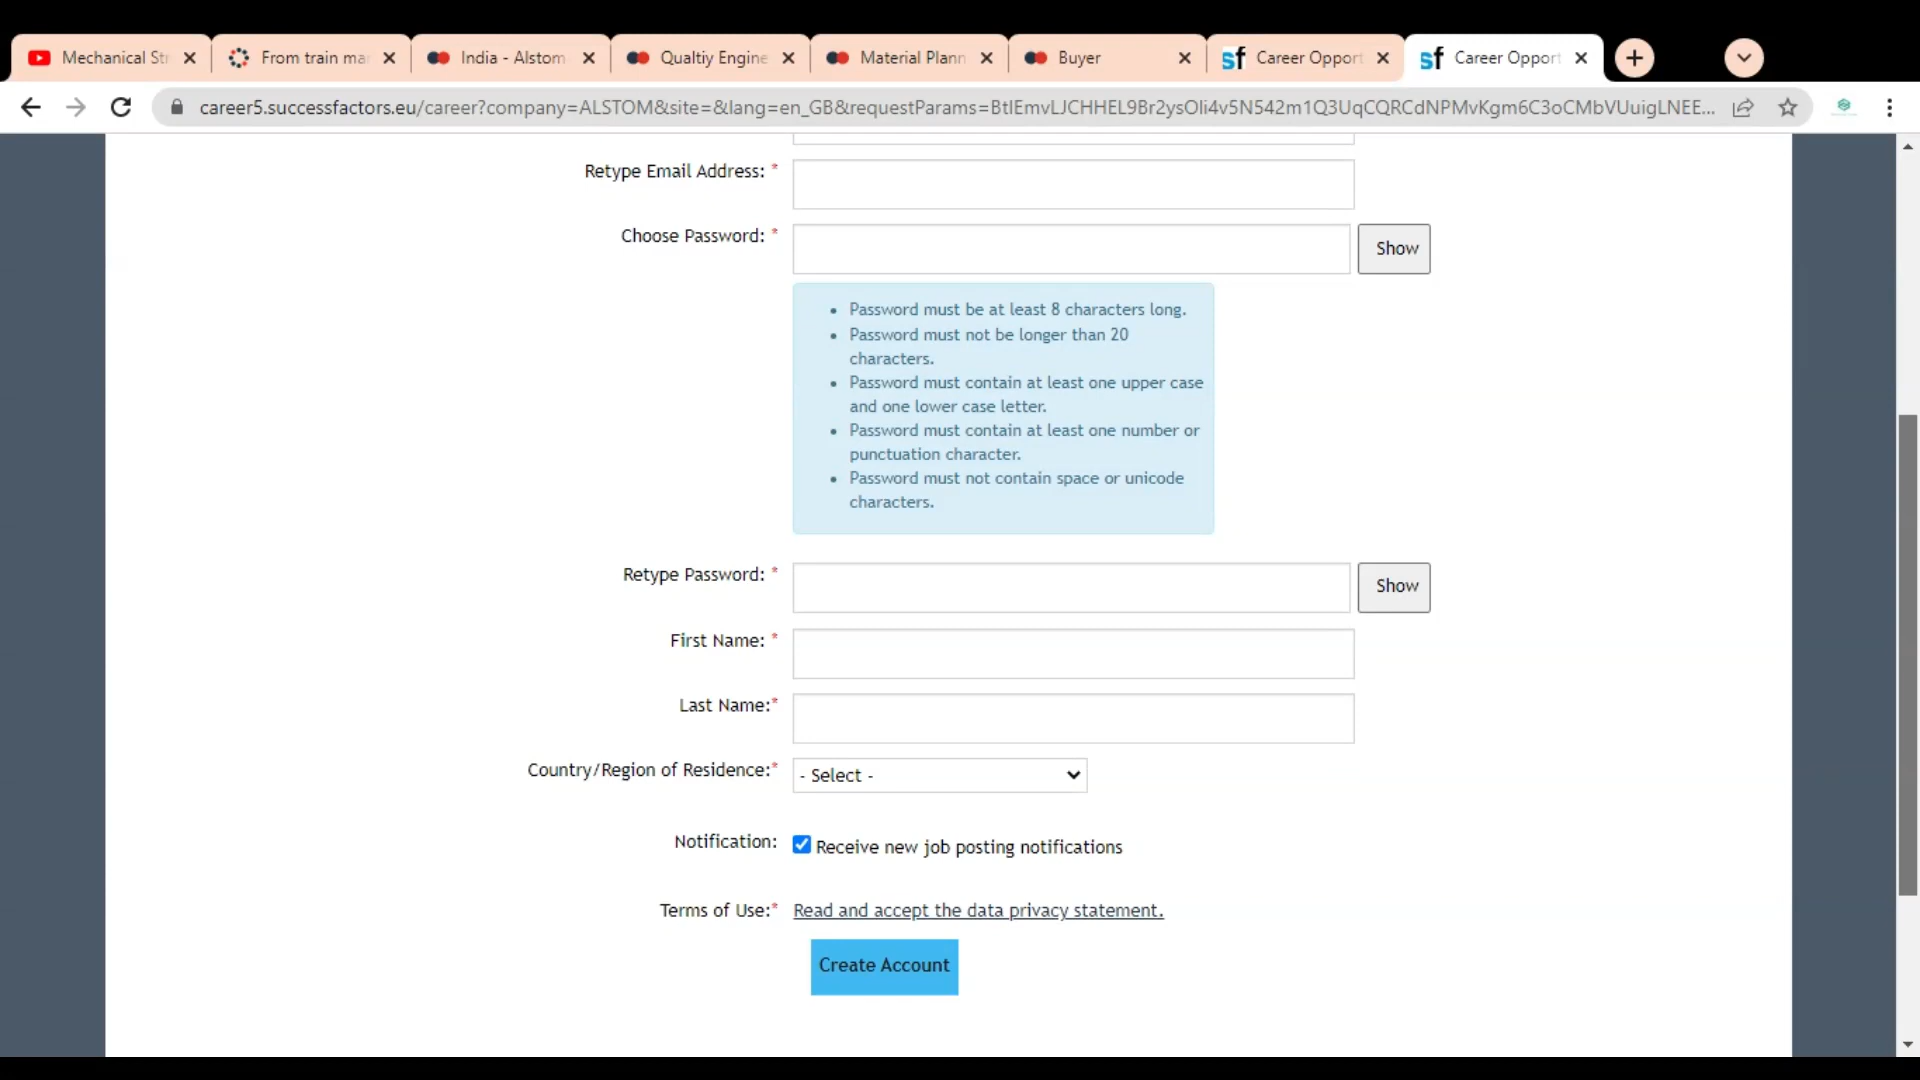 Mechanical St
From train ma
India - Alstom
Qualtiy Engine
Material Plann
Buyer
sf Career Opport
sf Career Opport
career5.successfactors.eu/career?company=ALSTOM&site=&lang=en_GB&requestParams=BtIEmvLJCHHEL9Br2ysOli4v5N542m1Q3UqCQRCdNPMvKgm6C3oCMbVUuigLNEE...
Retype Email Address: *
Choose Password: *
Show
• Password must be at least 8 characters long.
• Password must not be longer than 20
characters.
• Password must contain at least one upper case
and one lower case letter.
• Password must contain at least one number or
punctuation character.
• Password must not contain space or unicode
characters.
Retype Password: *
Show
First Name: *
Last Name:*
Country/Region of Residence:*
- Select -
Notification:
Receive new job posting notifications
Terms of Use:*
Read and accept the data privacy statement.
Create Account